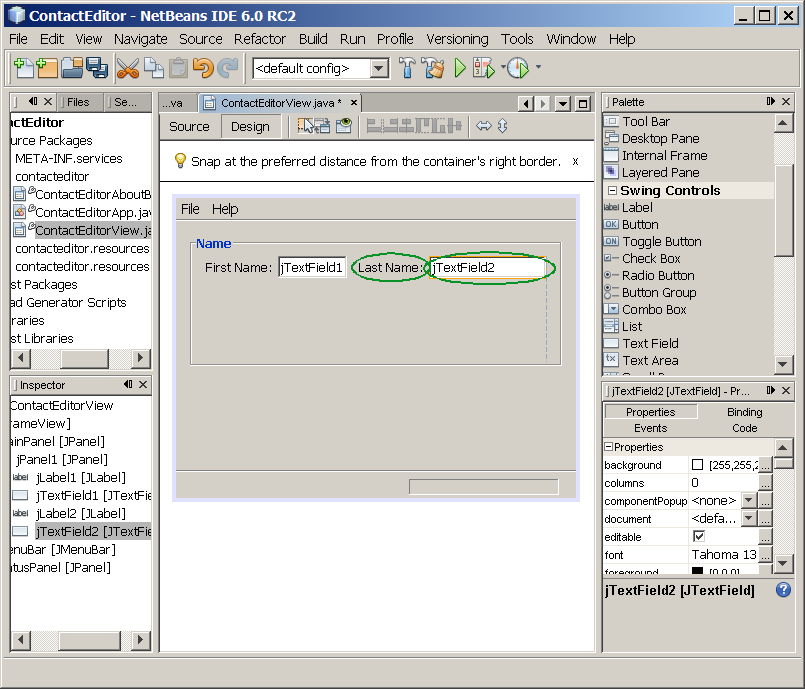 ContactEditor - NetBeans IDE 6.0 RC2
File Edit View Navigate Source Refactor Build Run Profile Versioning Tools Window Help
<default config>
Files Se...
ntactEditor
urce Packages
META-INF.services
contacteditor
ContactEditorAboutB
ContactEditorApp.jav
ContactEditorView.ja
contacteditor.resources
contacteditor.resources
st Packages
ad Generator Scripts
raries
st Libraries
Inspector
ContactEditorView
rameView]
ainPanel [JPanel]
jPanel1 [JPanel]
label jLabel1 [JLabel]
jTextField1 [JTextFie
label jLabel2 [JLabel]
jTextField2 [JTextFie
enuBar [JMenuBar]
atusPanel [JPanel]
...va ContactEditorView.java *
Source Design
Snap at the preferred distance from the container's right border. x
File Help
Name
First Name: jTextField1 Last Name: jTextField2
Palette
Tool Bar
Desktop Pane
Internal Frame
Layered Pane
Swing Controls
label Label
OK Button
ON Toggle Button
Check Box
Radio Button
Button Group
Combo Box
List
Text Field
Text Area
jTextField2 [JTextField] - Pr...
Properties Binding
Events Code
Properties
background [255,255,2 ...
columns 0 ...
componentPopup <none> ...
document <defa... ...
editable ...
font Tahoma 13 ...
foreground [0,0,0]
jTextField2 [JTextField]